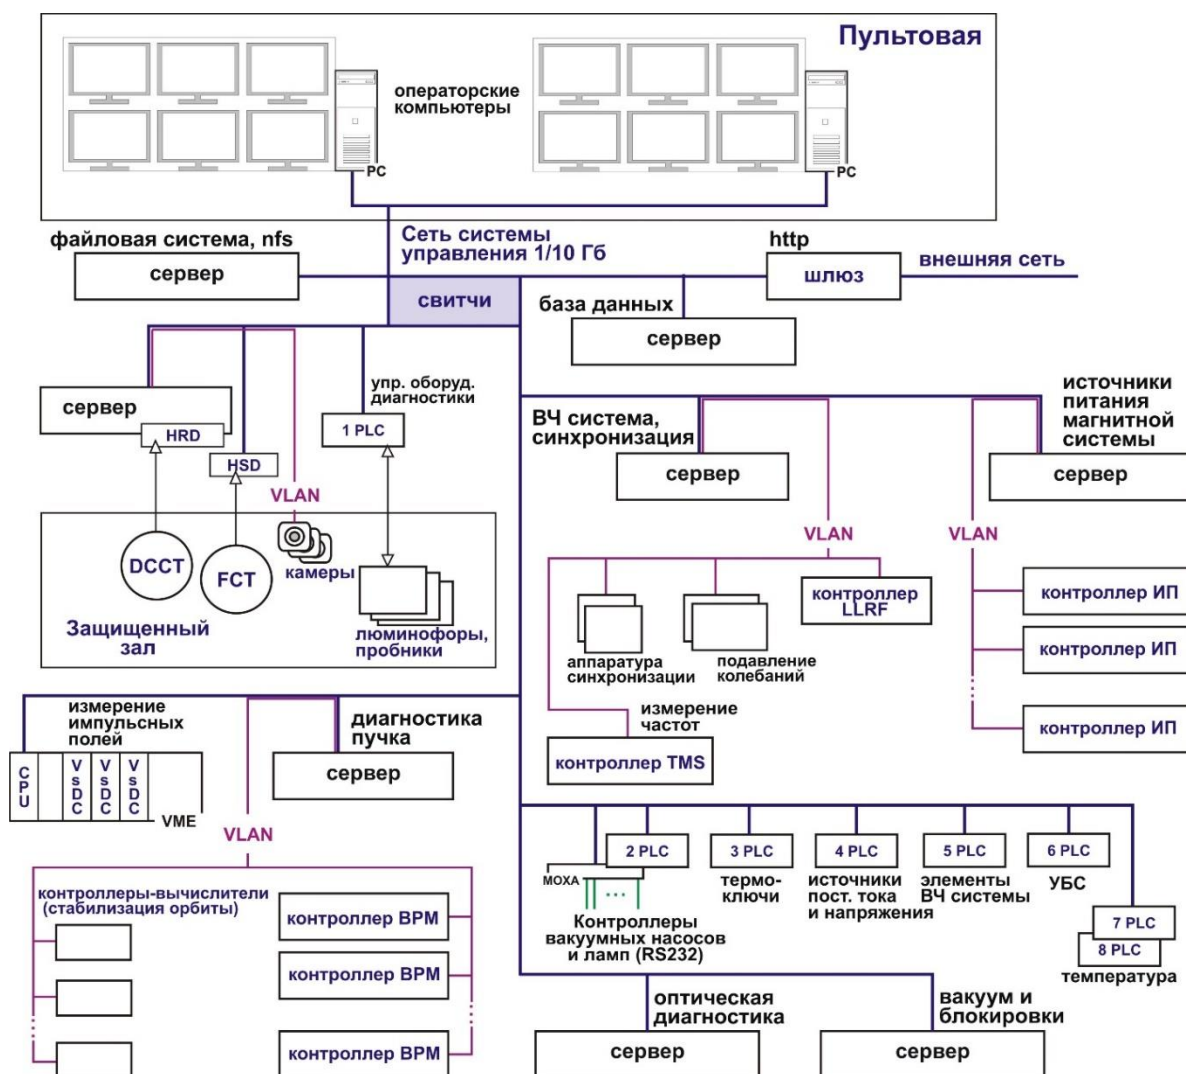 Пультовая
операторские
компьютеры
PC
PC
файловая система, nfs
сервер
Сеть системы
управления 1/10 Гб
http
шлюз
внешняя сеть
свитчи
база данных
сервер
сервер
HRD
HSD
упр. оборуд.
диагностики
1 PLC
VLAN
DCCT
FCT
камеры
люминофоры,
пробники
Защищенный
зал
ВЧ система,
синхронизация
сервер
источники
питания
магнитной
системы
сервер
VLAN
VLAN
контроллер
LLRF
аппаратура
синхронизации
подавление
колебаний
измерение
частот
контроллер TMS
контроллер ИП
контроллер ИП
контроллер ИП
измерение
импульсных
полей
CPU
VsDC
VsDC
VsDC
VME
диагностика
пучка
сервер
VLAN
контроллеры-вычислители
(стабилизация орбиты)
контроллер BPM
контроллер BPM
контроллер BPM
2 PLC
MOXA
...
Контроллеры
вакуумных насосов
и ламп (RS232)
3 PLC
термо-
ключи
4 PLC
источники
пост. тока
и напряжения
5 PLC
элементы
ВЧ системы
6 PLC
УБС
7 PLC
8 PLC
температура
оптическая
диагностика
сервер
вакуум и
блокировки
сервер